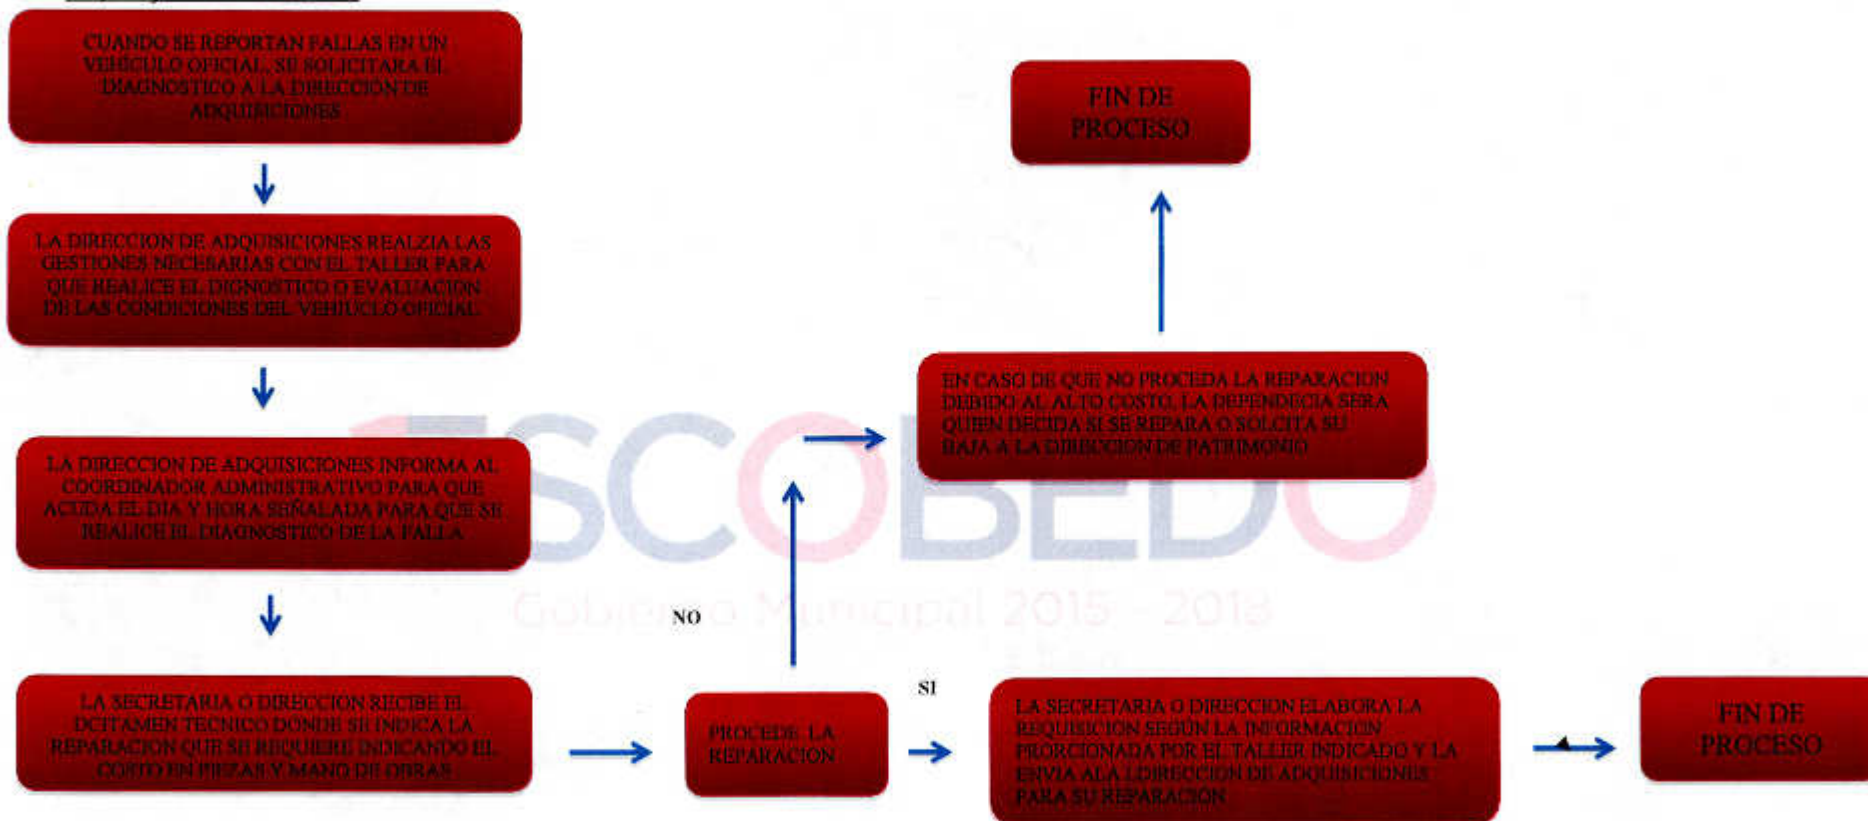 CUANDO SE REPORTAN FALLAS EN UN
VEHICULO OFICIAL, SE SOLICITARA EL
DIAGNOSTICO A LA DIRECCION DE
ADQUISICIONES
LA DIRECCION DE ADQUISICIONES REALZIA LAS
GESTIONES NECESARIAS CON EL TALLER PARA
QUE REALICE EL DIGNOSTICO O EVALUACION
DE LAS CONDICIONES DEL VEHIUCLO OFICIAL
LA DIRECCION DE ADQUISICIONES INFORMA AL
COORDINADOR ADMINISTRATIVO PARA QUE
ACUDA EL DIA Y HORA SEÑALADA PARA QUE SE
REALICE EL DIAGNOSTICO DE LA FALLA
LA SECRETARIA O DIRECCION RECIBE EL
DCITAMEN TECNICO DONDE SE INDICA LA
REPARACION QUE SE REQUIERE INDICANDO EL
COSTO EN PIEZAS Y MANO DE OBRAS
PROCEDE LA
REPARACION
NO
EN CASO DE QUE NO PROCEDA LA REPARACION
DEBIDO AL ALTO COSTO, LA DEPENDECIA SERA
QUIEN DECIDA SI SE REPARA O SOLCITA SU
BAJA A LA DIRECCION DE PATRIMONIO
FIN DE
PROCESO
SI
LA SECRETARIA O DIRECCION ELABORA LA
REQUISICION SEGÚN LA INFORMACION
PRORCIONADA POR EL TALLER INDICADO Y LA
ENVIA ALA LDIRECCION DE ADQUISICIONES
PARA SU REPARACIÓN
FIN DE
PROCESO
ESCOBEDO
Gobierno Municipal 2015 - 2018